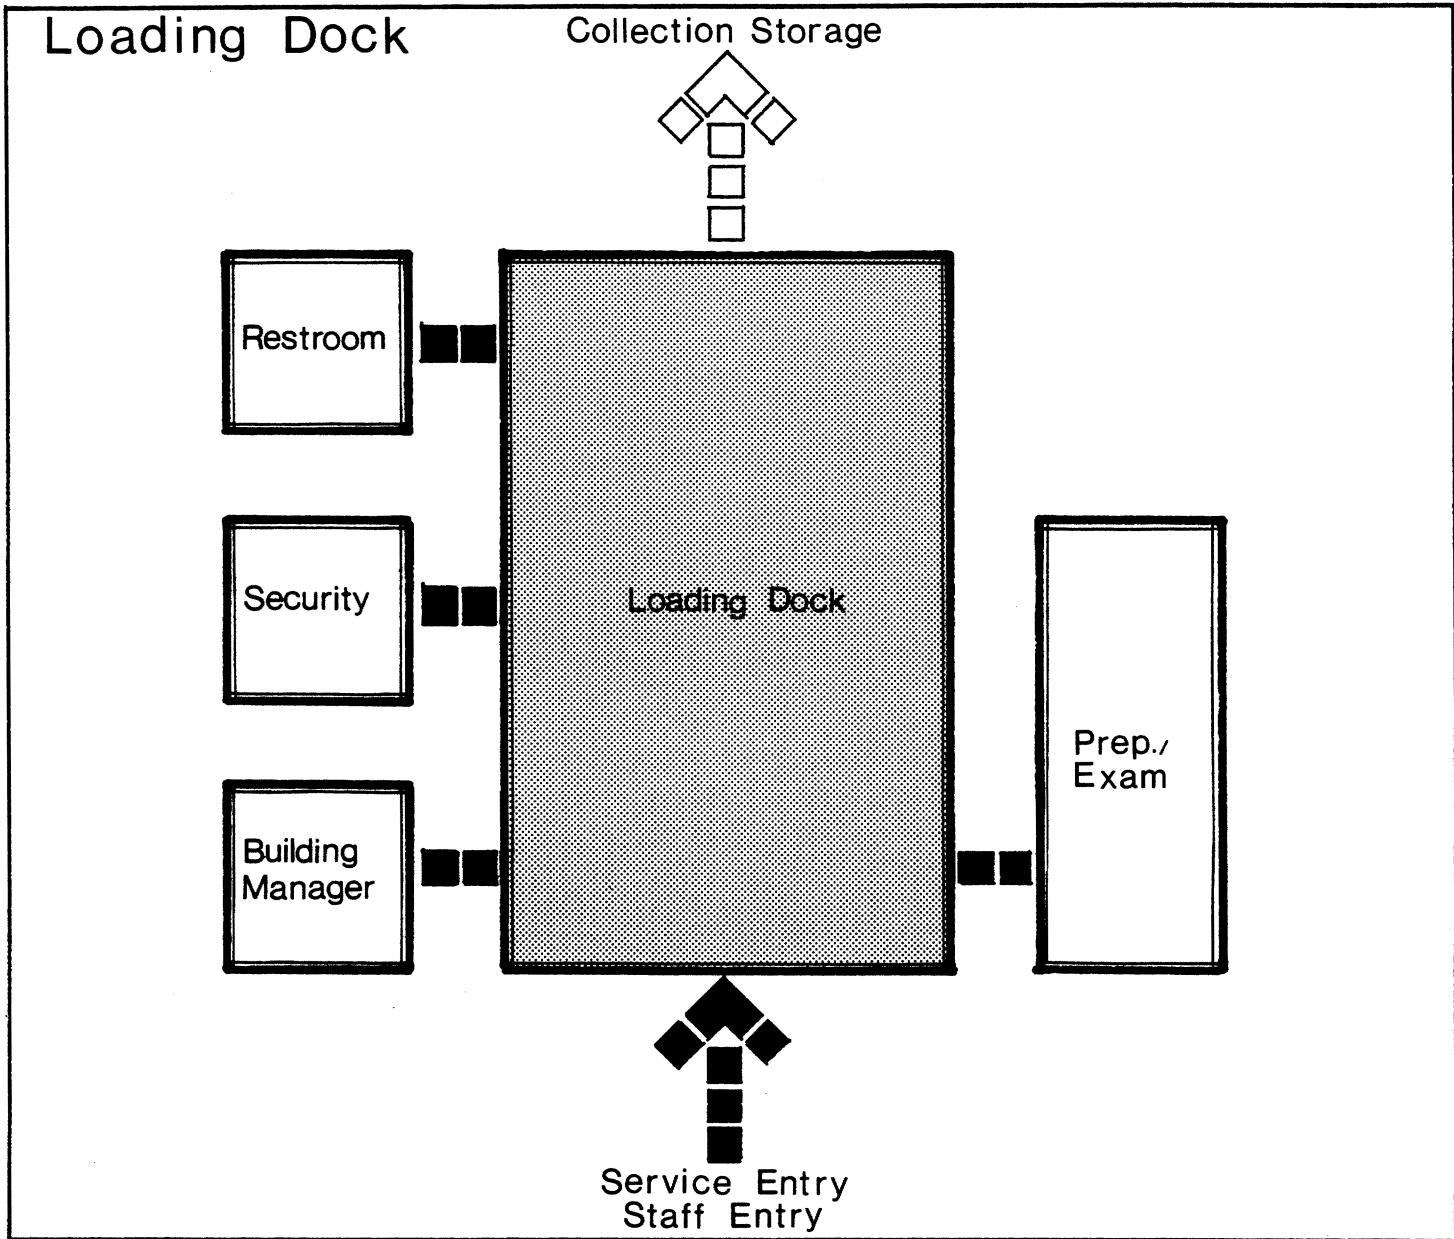 Loading Dock
Collection Storage
Restroom
Security
Loading Dock
Prep./
Exam
Building
Manager
Service Entry
Staff Entry